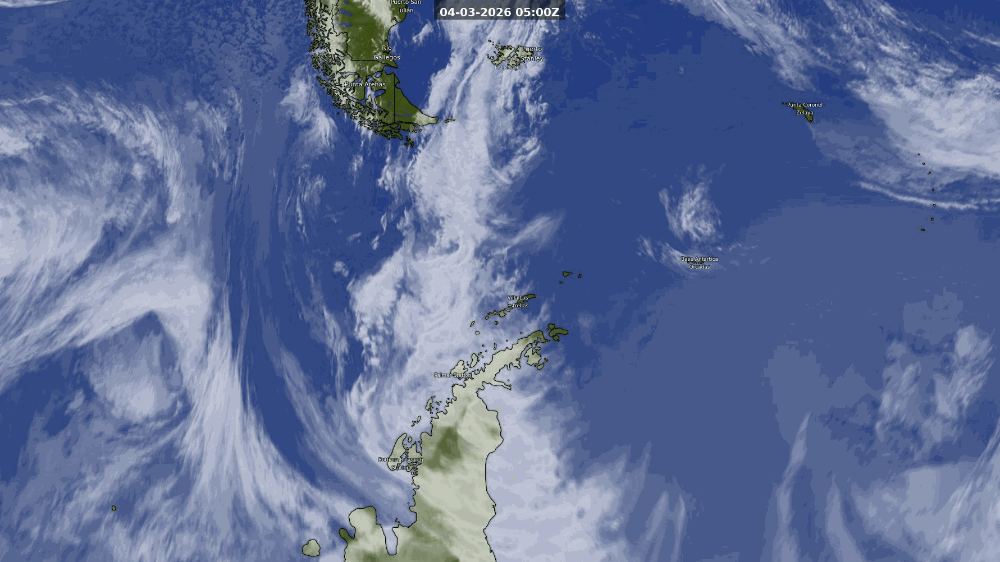 Puerto San
Julián
04-03-2026 05:00Z
Río
Gallegos
Puerto
Stanley
FALKLAND
Punta Arenas
Punta Coronel
Zelaya
Base Antartica
Orcadas
Villa Las
Estrellas
Palmer Station
Rothera Research
Station